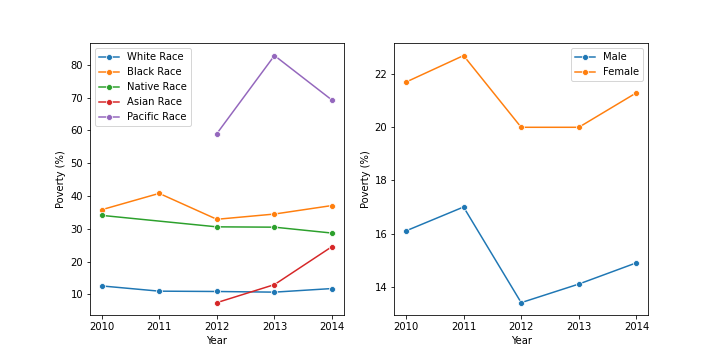 White Race
Black Race
Native Race
Asian Race
Pacific Race
80
70
60
50
40
30
20
10
Poverty (%)
2010 2011 2012 2013 2014
Year
Male
Female
22
20
18
16
14
Poverty (%)
2010 2011 2012 2013 2014
Year